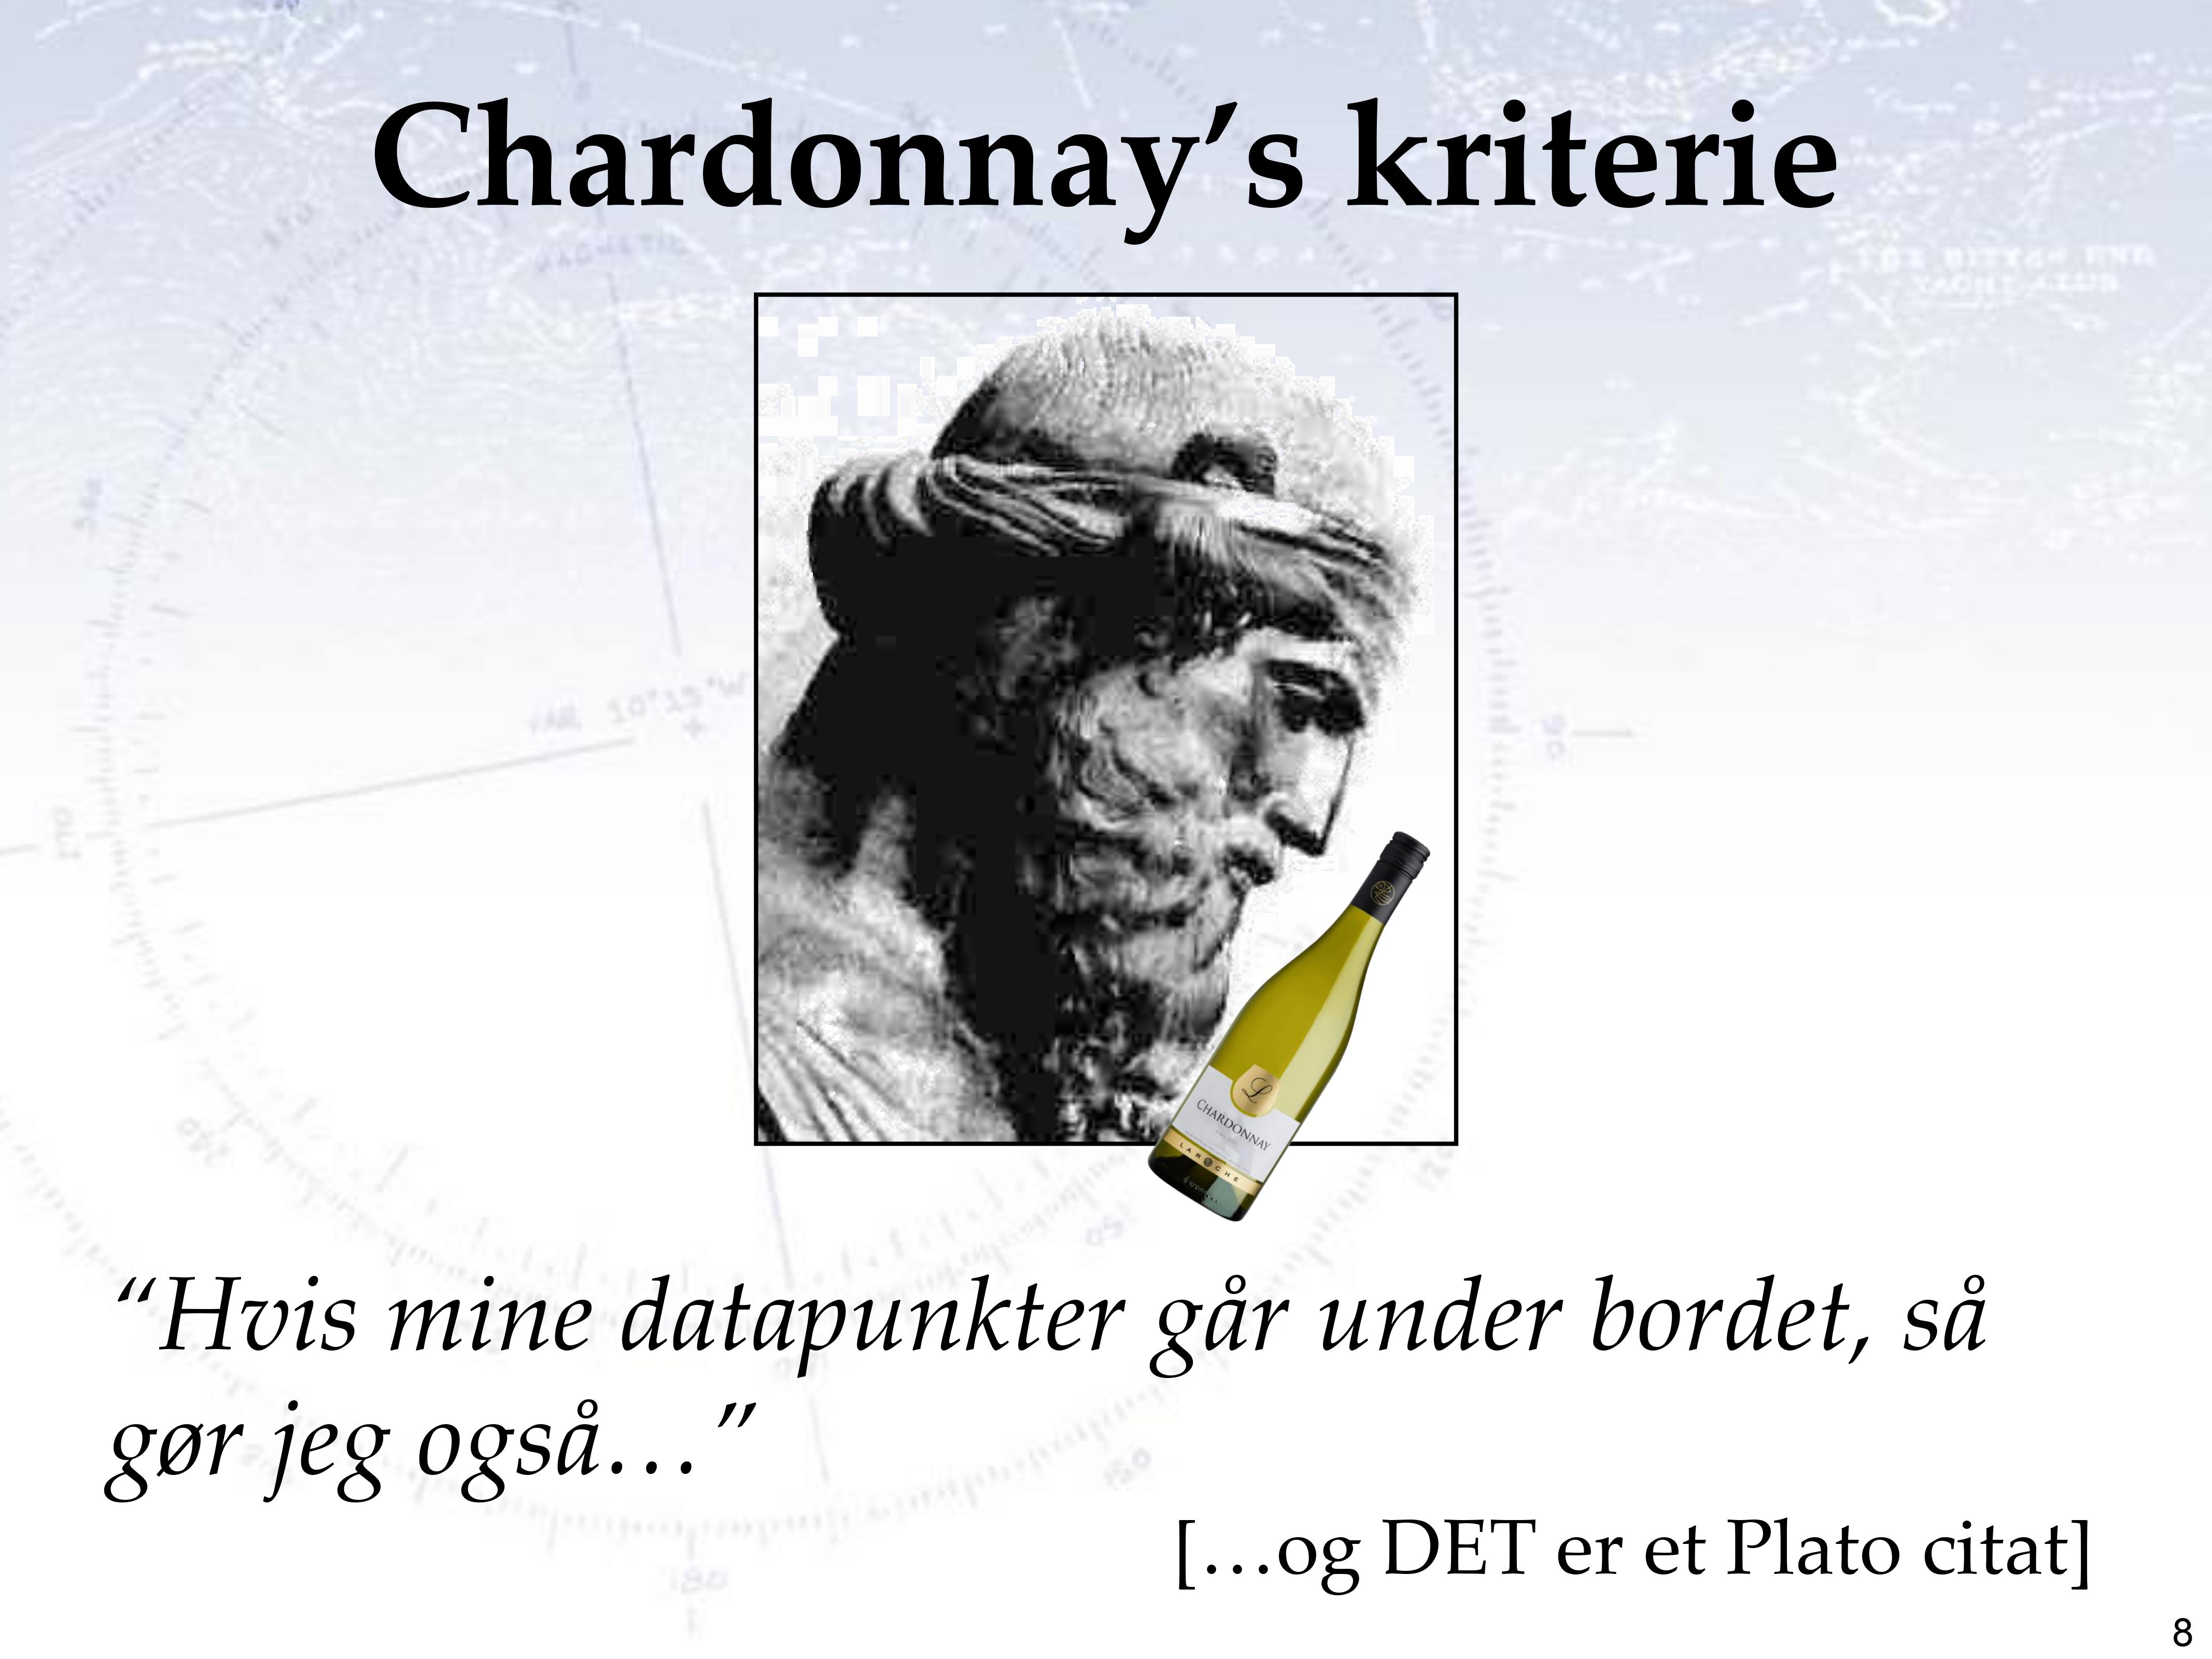 Chardonnay’s kriterie
L
CHARDONNAY
LAROCHE
“Hvis mine datapunkter går under bordet, så
gør jeg også…”
[…og DET er et Plato citat]
8